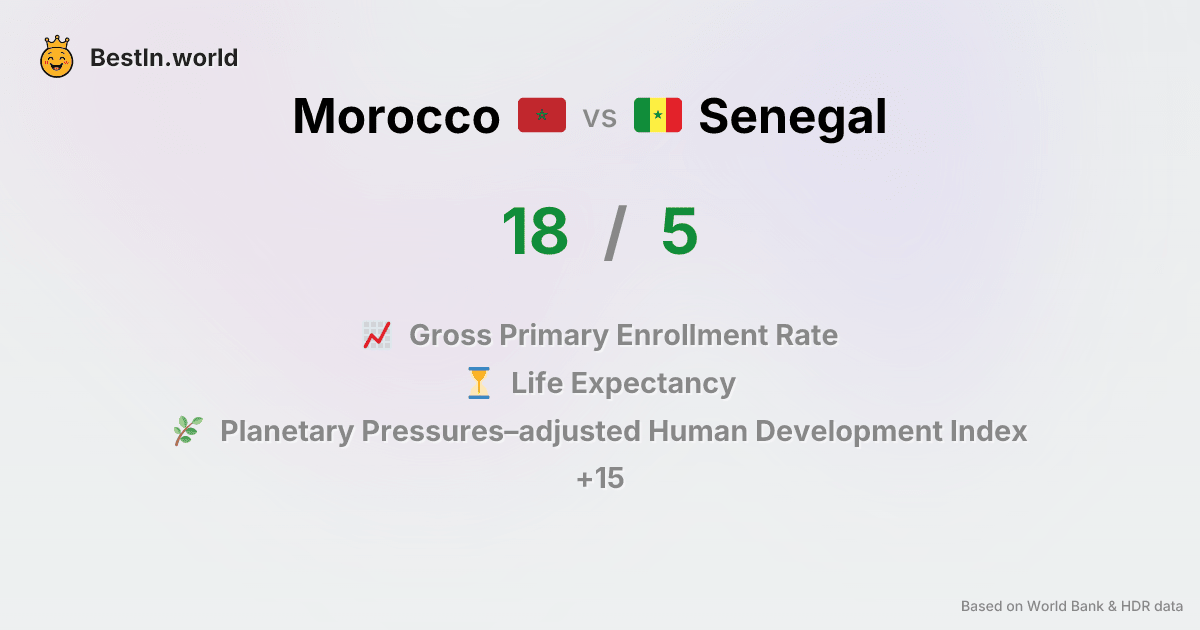 BestIn.world
Morocco vs Senegal
18 / 5
Gross Primary Enrollment Rate
Life Expectancy
Planetary Pressures–adjusted Human Development Index
+15
Based on World Bank & HDR data